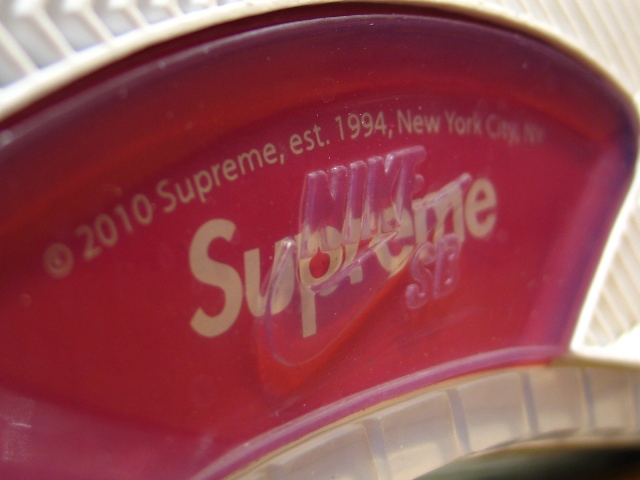 © 2010 Supreme, est. 1994, New York City, NY
NIKE
Supreme
SB